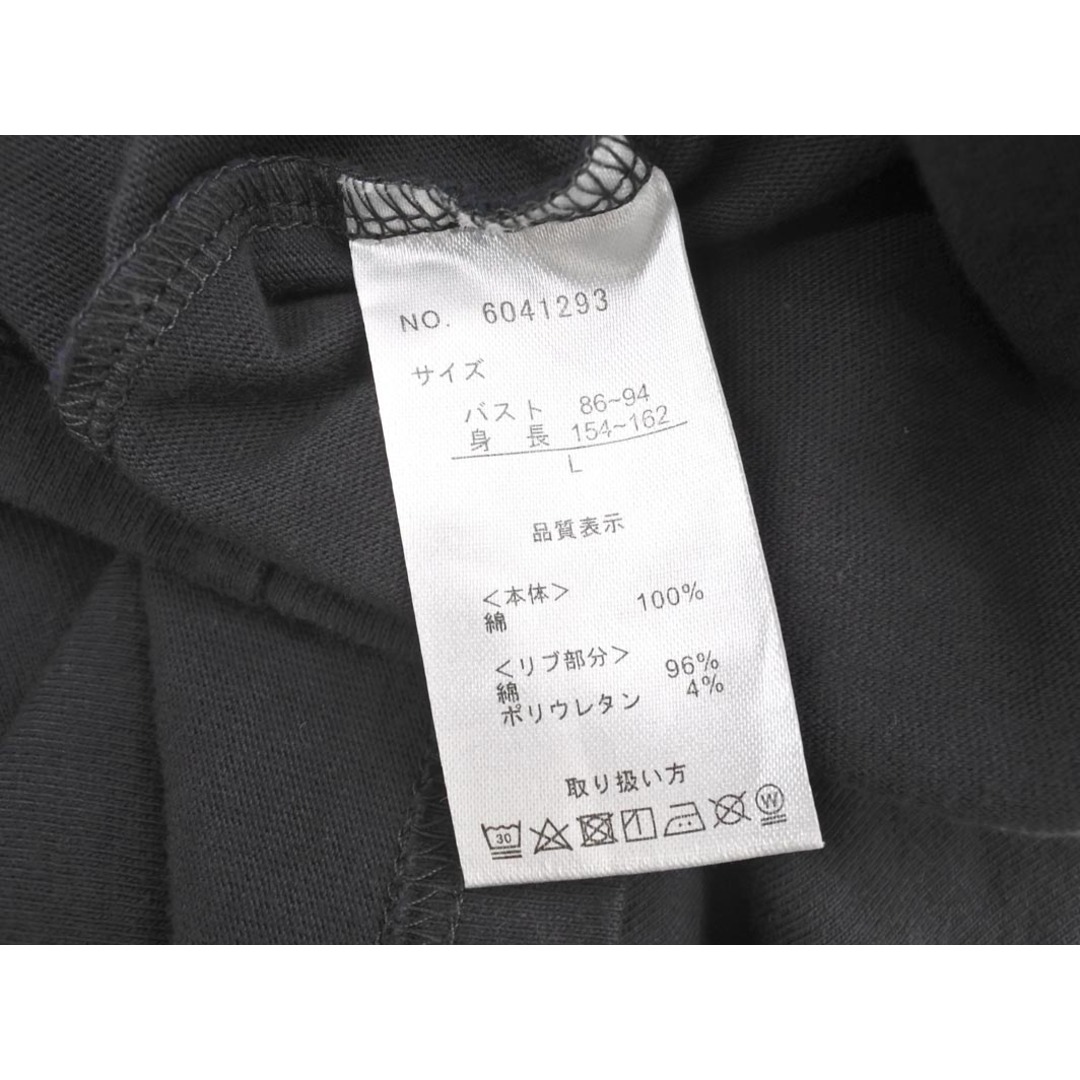 NO. 6041293
サイズ
バスト 86~94
身 長 154~162
L
品質表示
<本体>
綿 100%
<リブ部分>
綿 96%
ポリウレタン 4%
取り扱い方
30 W